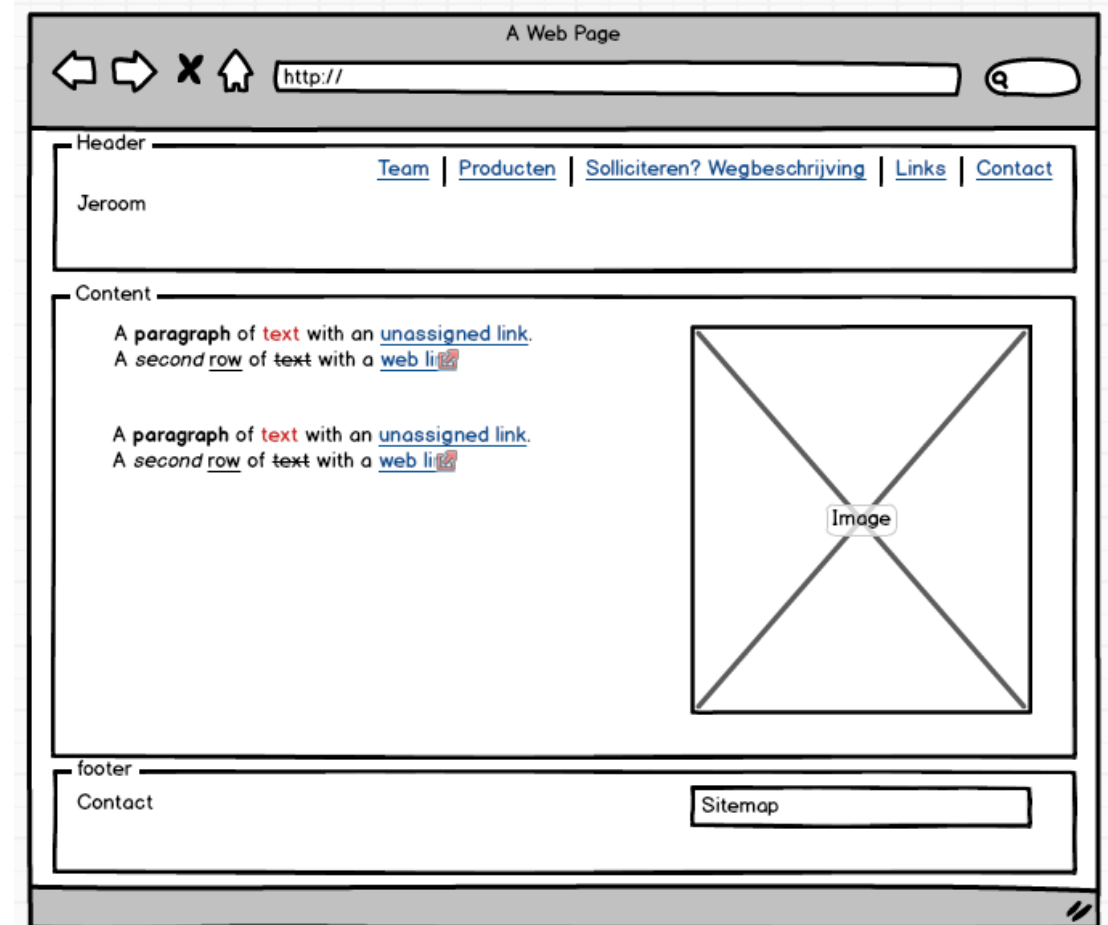 A Web Page
http://
Header
Team | Producten | Solliciteren? Wegbeschrijving | Links | Contact
Jeroom
Content
A paragraph of text with an unassigned link.
A second row of text with a web li
A paragraph of text with an unassigned link.
A second row of text with a web li
Image
footer
Contact
Sitemap